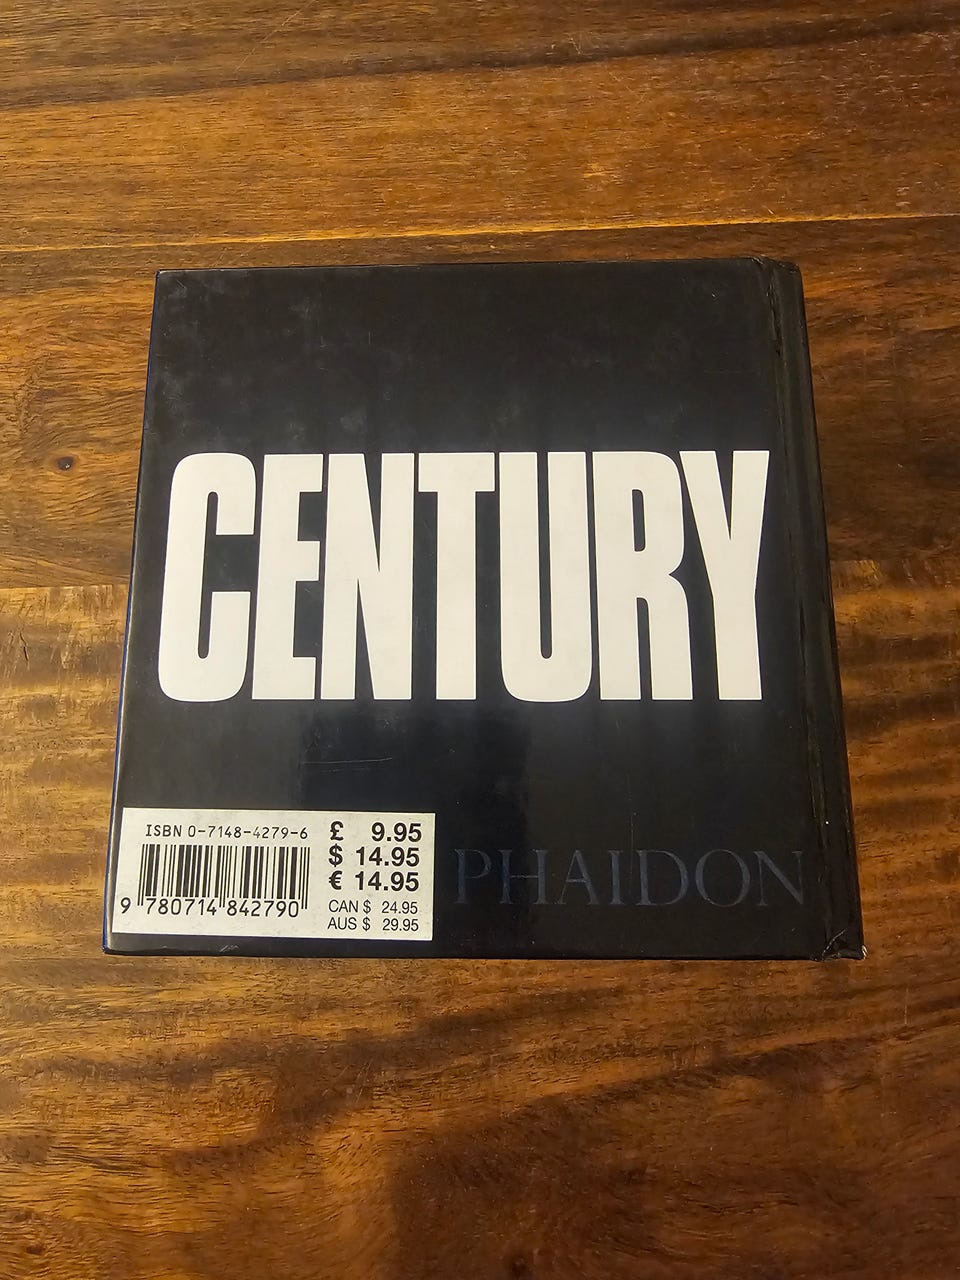 CENTURY
ISBN 0-7148-4279-6
9 780714 842790
£ 9.95
$ 14.95
€ 14.95
CAN $ 24.95
AUS $ 29.95
PHAIDON